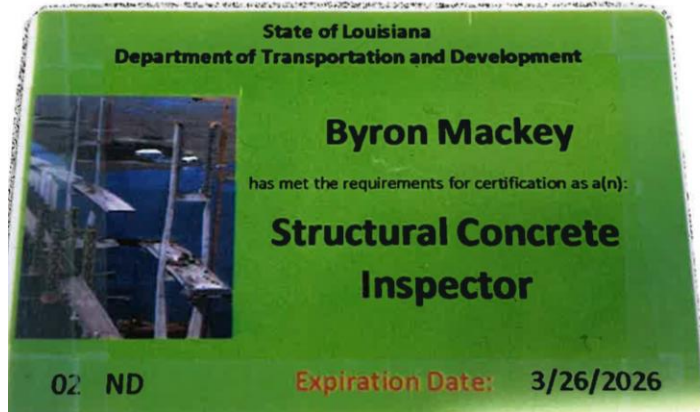 State of Louisiana
Department of Transportation and Development
Byron Mackey
has met the requirements for certification as a(n):
Structural Concrete
Inspector
02 ND Expiration Date: 3/26/2026